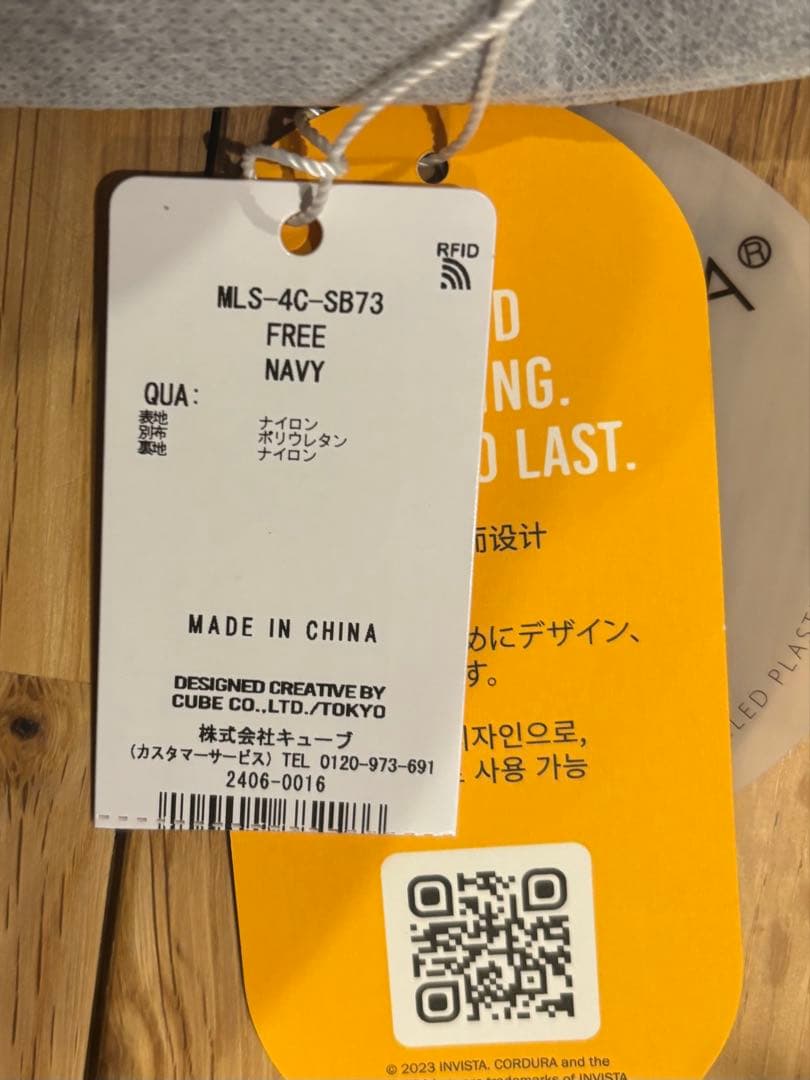 RFID
MLS-4C-SB73
FREE
NAVY
QUA:
表地 ナイロン
別布 ポリウレタン
裏地 ナイロン
MADE IN CHINA
DESIGNED CREATIVE BY
CUBE CO.,LTD./TOKYO
株式会社キューブ
(カスタマーサービス) TEL 0120-973-691
2406-0016
LAST.
设计
めにデザイン、
す。
자인으로,
사용 가능
© 2023 INVISTA. CORDURA and the
trademarks of INVISTA
A®